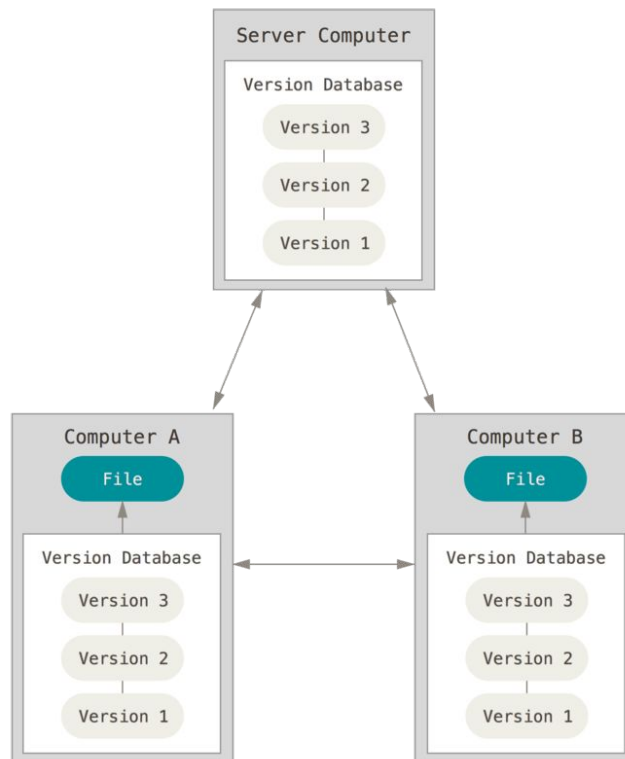 Server Computer
Version Database
Version 3
Version 2
Version 1
Computer A
File
Version Database
Version 3
Version 2
Version 1
Computer B
File
Version Database
Version 3
Version 2
Version 1